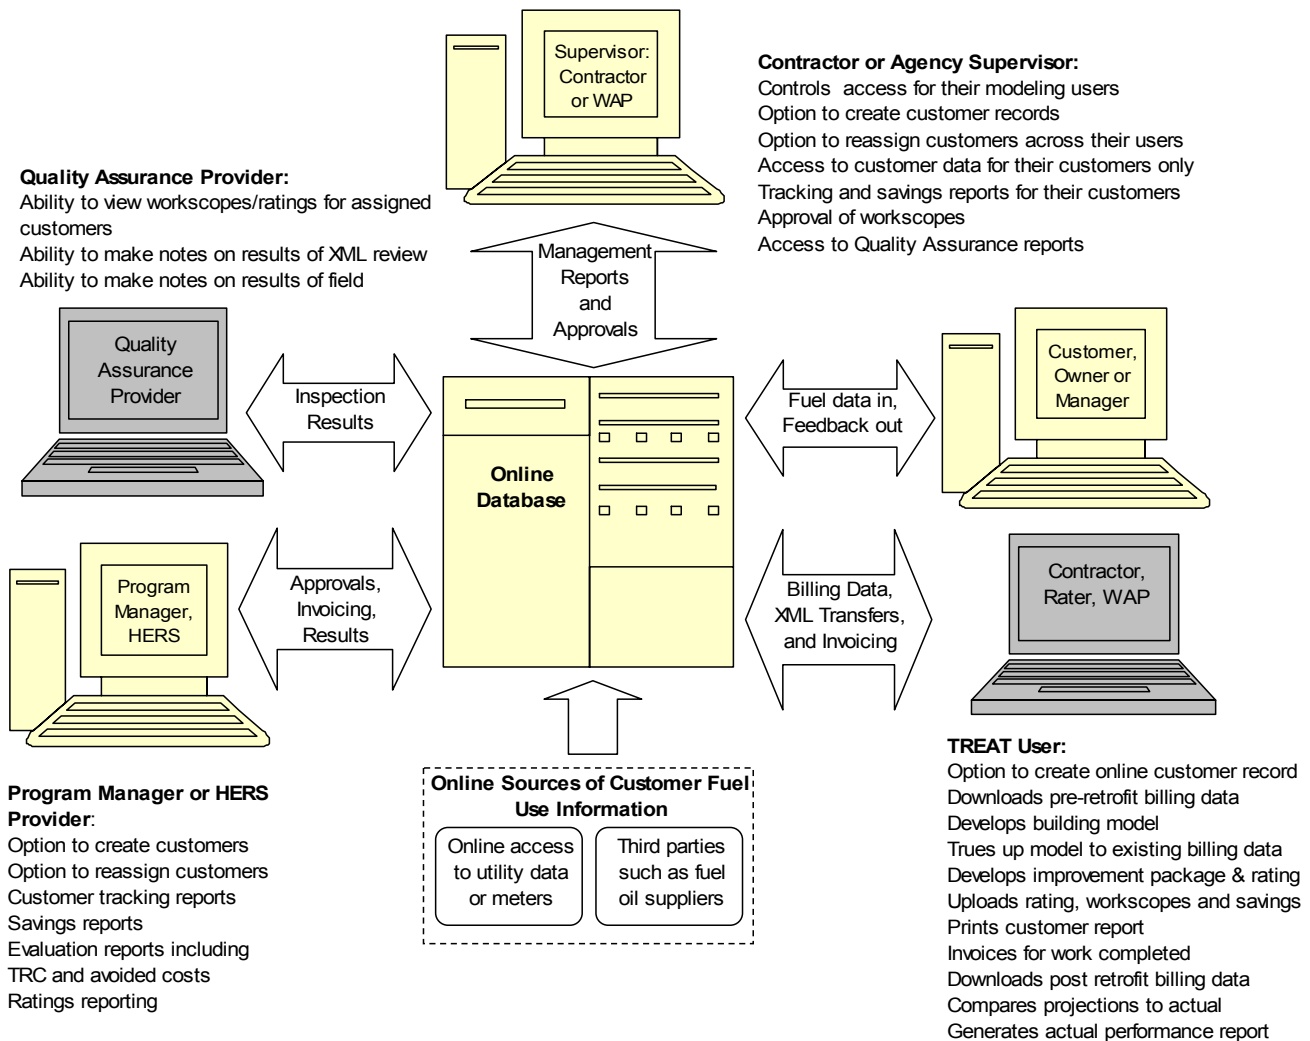 Supervisor:
Contractor
or WAP
Contractor or Agency Supervisor:
Controls access for their modeling users
Option to create customer records
Option to reassign customers across their users
Access to customer data for their customers only
Tracking and savings reports for their customers
Approval of workscopes
Access to Quality Assurance reports
Quality Assurance Provider:
Ability to view workscopes/ratings for assigned
customers
Ability to make notes on results of XML review
Ability to make notes on results of field
Management
Reports
and
Approvals
Quality
Assurance
Provider
Inspection
Results
Online
Database
Fuel data in,
Feedback out
Customer,
Owner or
Manager
Program
Manager,
HERS
Approvals,
Invoicing,
Results
Billing Data,
XML Transfers,
and Invoicing
Contractor,
Rater, WAP
Program Manager or HERS
Provider:
Option to create customers
Option to reassign customers
Customer tracking reports
Savings reports
Evaluation reports including
TRC and avoided costs
Ratings reporting
Online Sources of Customer Fuel
Use Information
Online access
to utility data
or meters
Third parties
such as fuel
oil suppliers
TREAT User:
Option to create online customer record
Downloads pre-retrofit billing data
Develops building model
Trues up model to existing billing data
Develops improvement package & rating
Uploads rating, workscopes and savings
Prints customer report
Invoices for work completed
Downloads post retrofit billing data
Compares projections to actual
Generates actual performance report